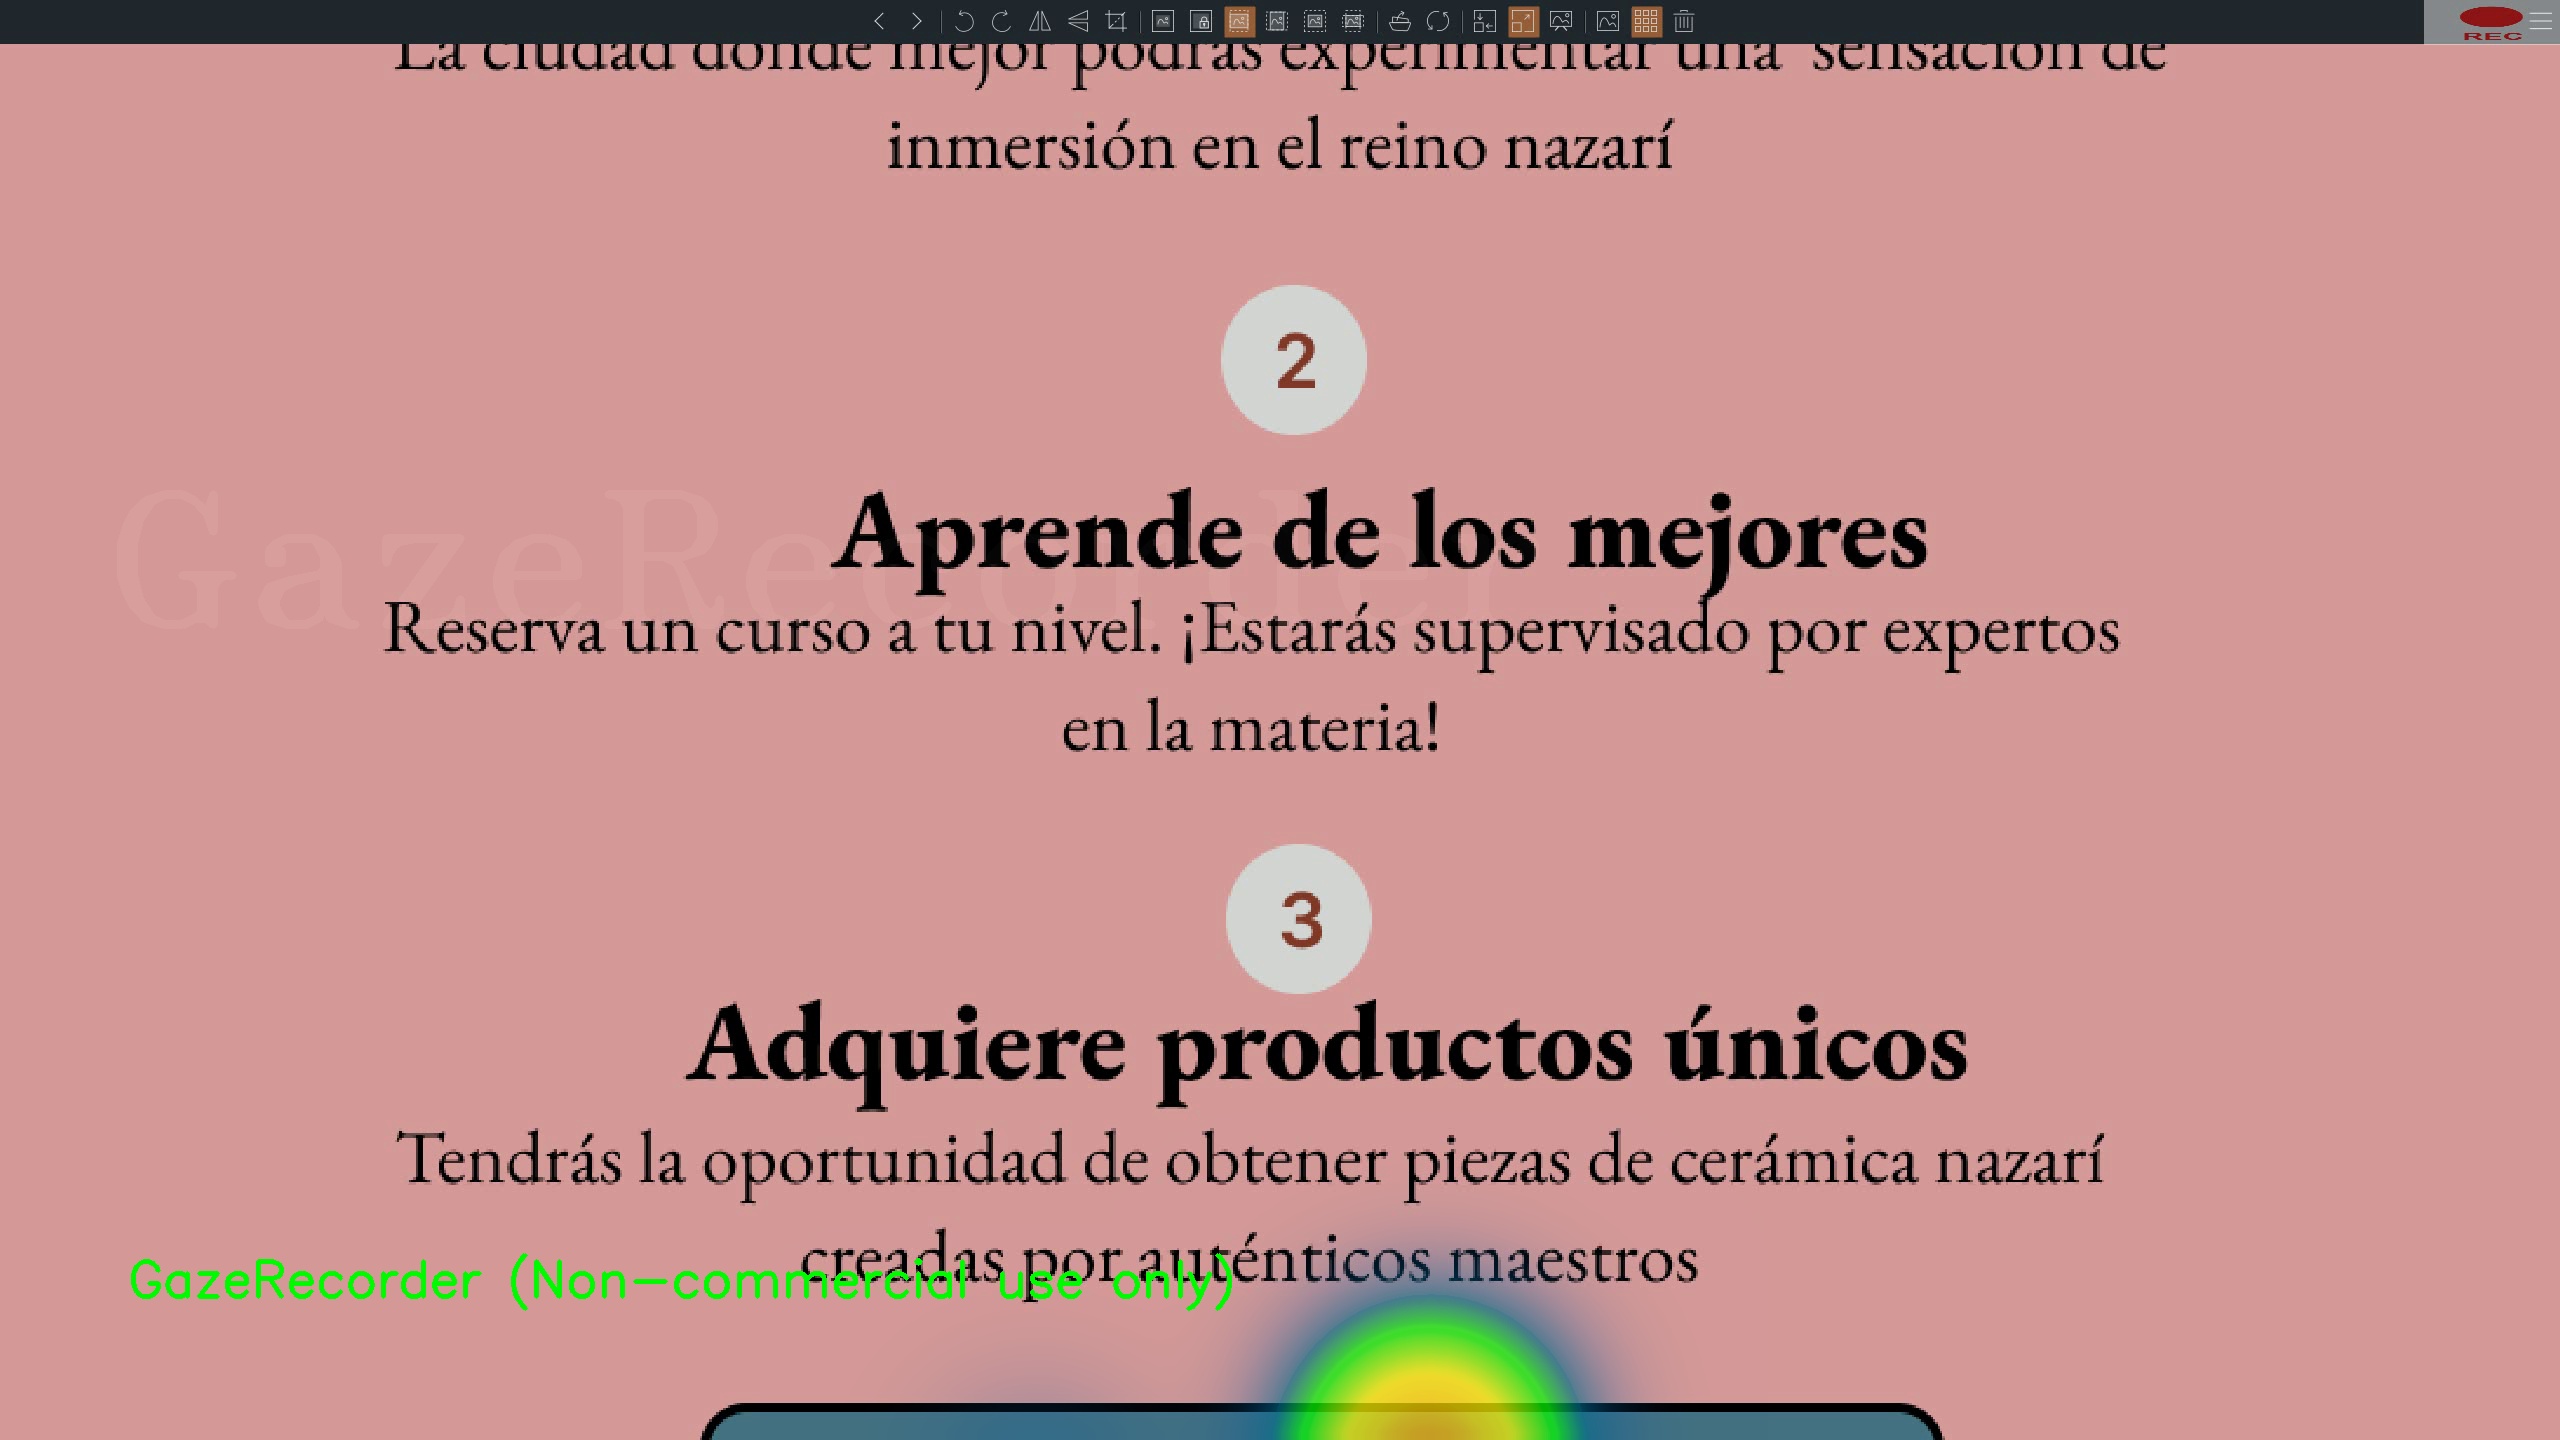 REC
La ciudad donde mejor podrás experimentar una sensación de
inmersión en el reino nazarí
2
Aprende de los mejores
GazeRecorder
Reserva un curso a tu nivel. ¡Estarás supervisado por expertos
en la materia!
3
Adquiere productos únicos
Tendrás la oportunidad de obtener piezas de cerámica nazarí
creadas por auténticos maestros
GazeRecorder (Non-commercial use only)